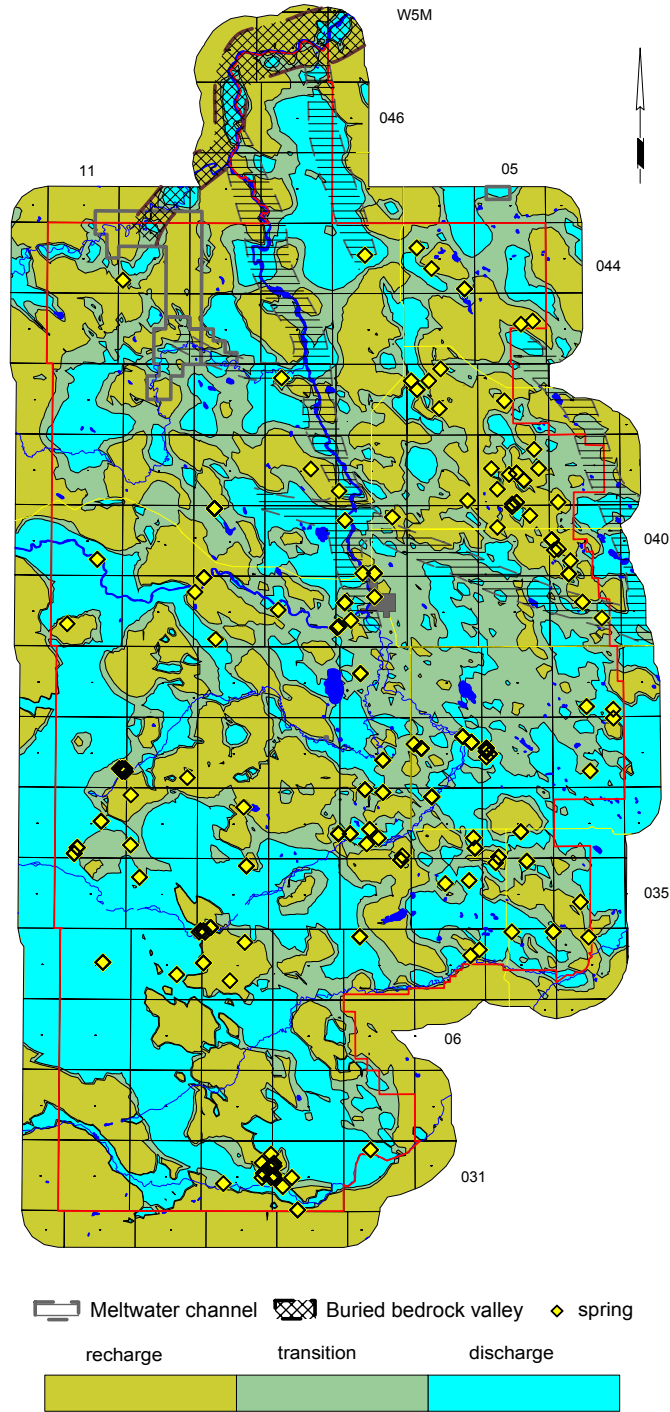 W5M
046
11
05
044
040
035
06
031
Meltwater channel Buried bedrock valley spring
recharge transition discharge